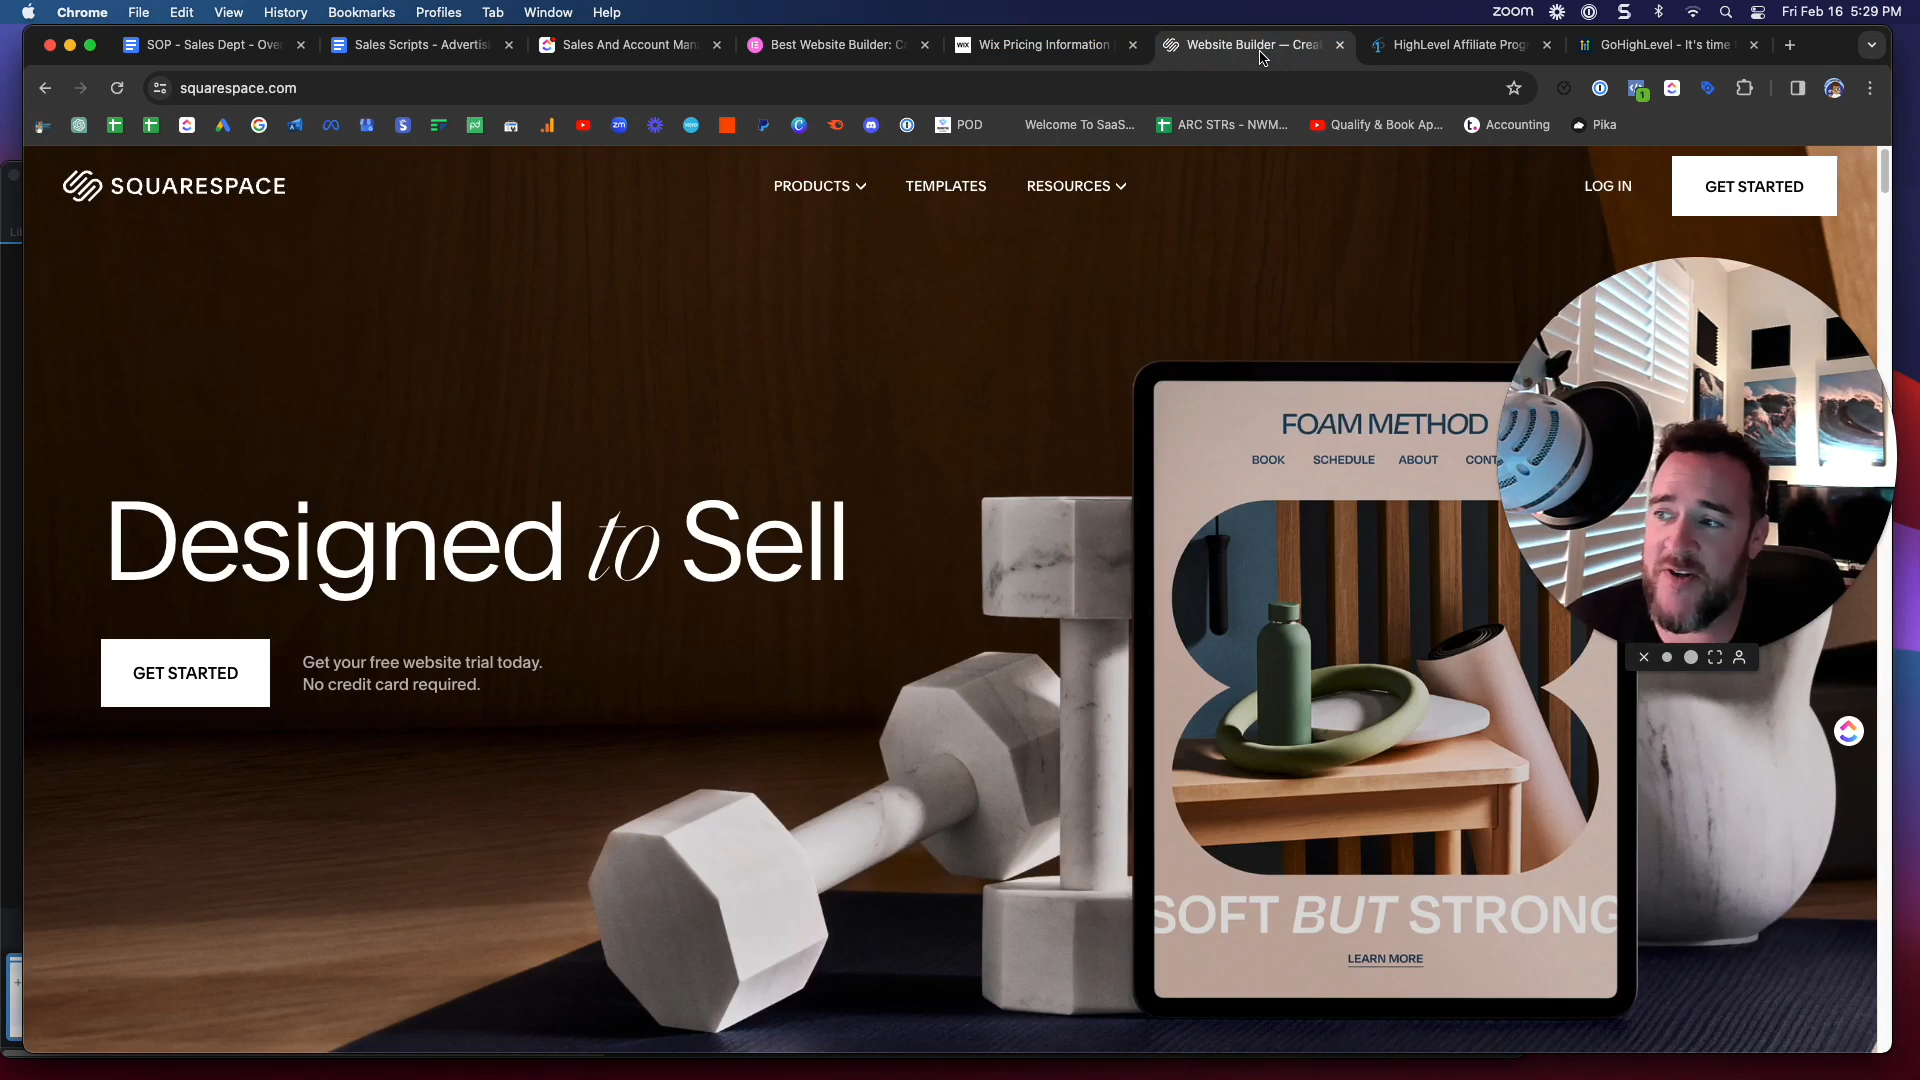 Chrome File Edit View History Bookmarks Profiles Tab Window Help zoom Fri Feb 16 5:29 PM
SOP - Sales Dept - Over Sales Scripts - Advertisi Sales And Account Man Best Website Builder: Cr Wix Pricing Information Website Builder — Creat HighLevel Affiliate Prog GoHighLevel - It's time
squarespace.com
POD Welcome To SaaS... ARC STRs - NWM... Qualify & Book Ap... Accounting Pika
SQUARESPACE PRODUCTS TEMPLATES RESOURCES LOG IN GET STARTED
FOAM METHOD
BOOK SCHEDULE ABOUT CONT
Designed to Sell
GET STARTED
Get your free website trial today.
No credit card required.
SOFT BUT STRONG
LEARN MORE